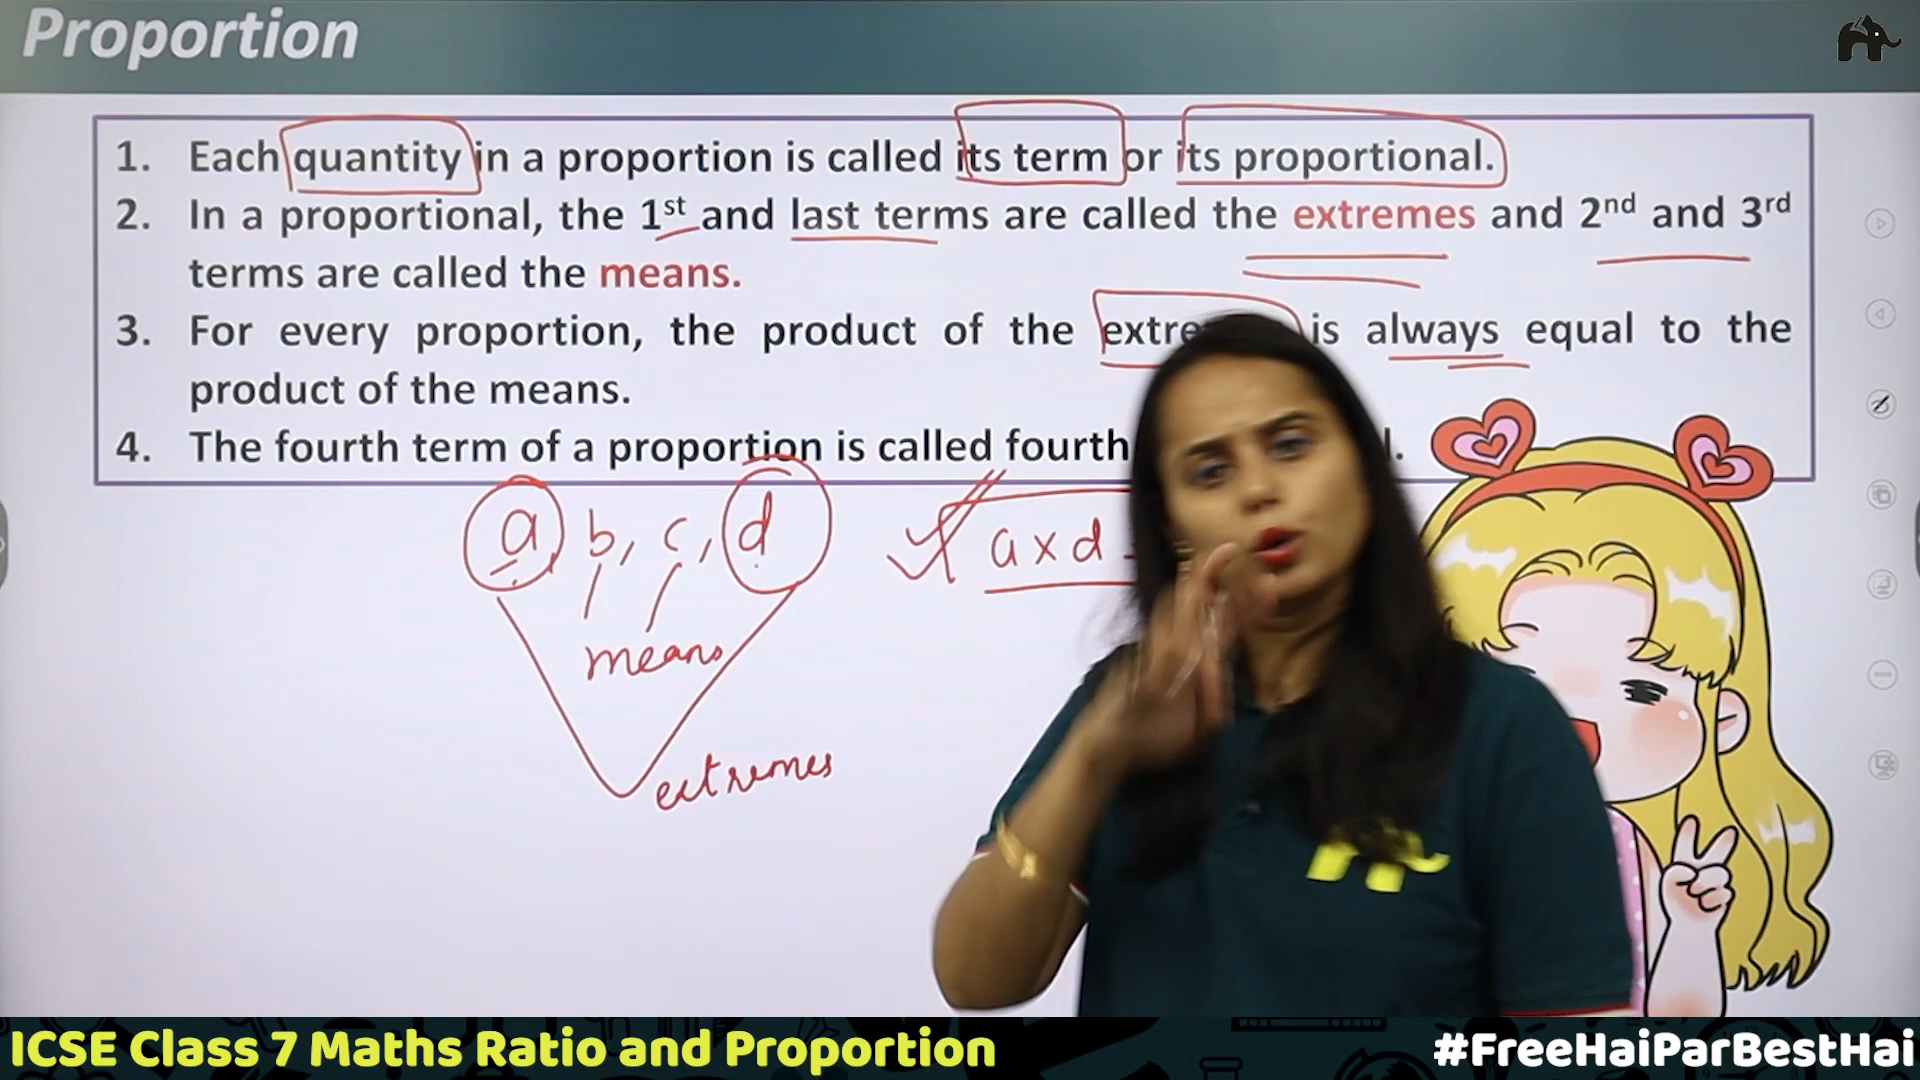 Proportion
1. Each quantity in a proportion is called its term or its proportional.
2. In a proportional, the 1st and last terms are called the extremes and 2nd and 3rd
terms are called the means.
3. For every proportion, the product of the is always equal to the
product of the means.
4. The fourth term of a proportion is called fourth
a, b, c, d
a x d
means
extremes
ICSE Class 7 Maths Ratio and Proportion
#FreeHaiParBestHai